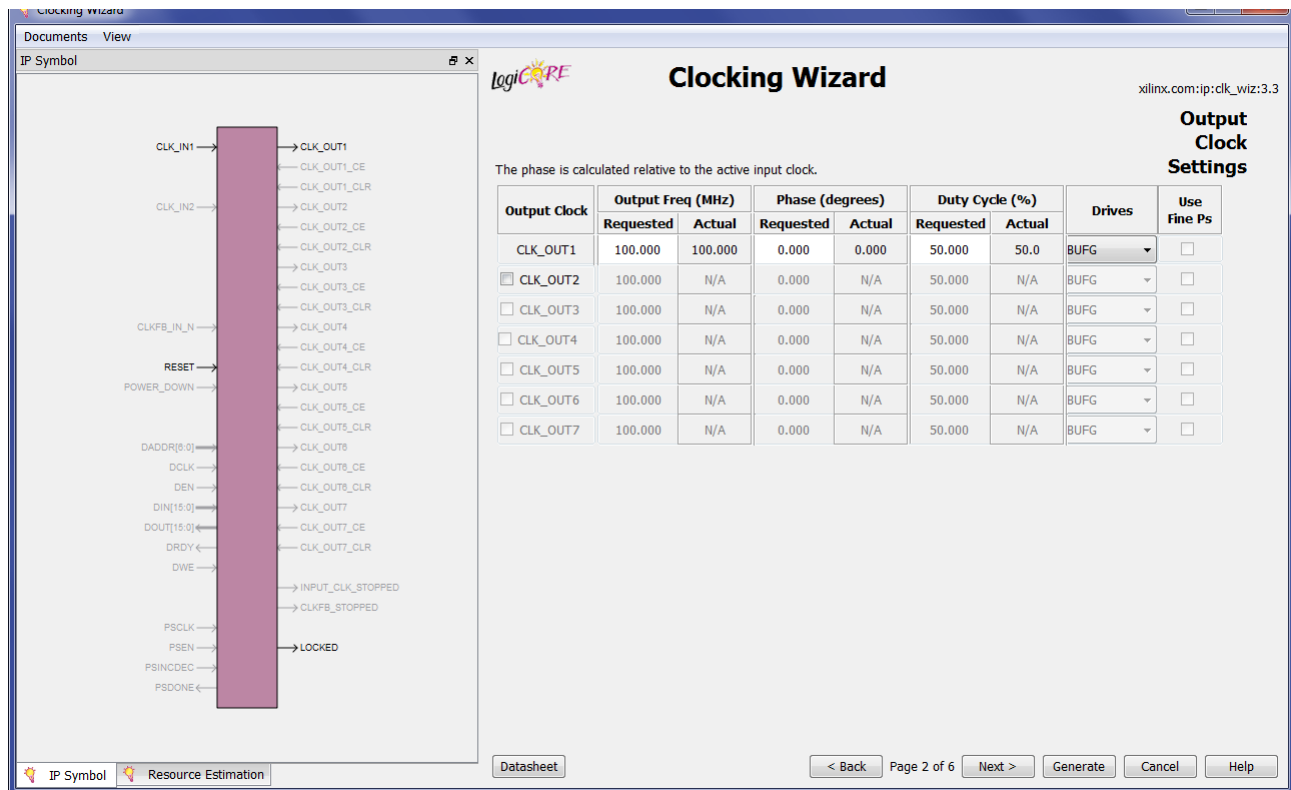 Clocking Wizard
Documents View
IP Symbol
CLK_IN1
CLK_IN2
CLKFB_IN_N
RESET
POWER_DOWN
DADDR[6:0]
DCLK
DEN
DIN[15:0]
DOUT[15:0]
DRDY
DWE
PSCLK
PSEN
PSINCDEC
PSDONE
CLK_OUT1
CLK_OUT1_CE
CLK_OUT1_CLR
CLK_OUT2
CLK_OUT2_CE
CLK_OUT2_CLR
CLK_OUT3
CLK_OUT3_CE
CLK_OUT3_CLR
CLK_OUT4
CLK_OUT4_CE
CLK_OUT4_CLR
CLK_OUT5
CLK_OUT5_CE
CLK_OUT5_CLR
CLK_OUT6
CLK_OUT6_CE
CLK_OUT6_CLR
CLK_OUT7
CLK_OUT7_CE
CLK_OUT7_CLR
INPUT_CLK_STOPPED
CLKFB_STOPPED
LOCKED
IP Symbol Resource Estimation
logiCORE
Clocking Wizard
xilinx.com:ip:clk_wiz:3.3
Output
Clock
Settings
The phase is calculated relative to the active input clock.
Output Clock Output Freq (MHz) Phase (degrees) Duty Cycle (%) Drives Use Fine Ps
Requested Actual Requested Actual Requested Actual
CLK_OUT1 100.000 100.000 0.000 0.000 50.000 50.0 BUFG
CLK_OUT2 100.000 N/A 0.000 N/A 50.000 N/A BUFG
CLK_OUT3 100.000 N/A 0.000 N/A 50.000 N/A BUFG
CLK_OUT4 100.000 N/A 0.000 N/A 50.000 N/A BUFG
CLK_OUT5 100.000 N/A 0.000 N/A 50.000 N/A BUFG
CLK_OUT6 100.000 N/A 0.000 N/A 50.000 N/A BUFG
CLK_OUT7 100.000 N/A 0.000 N/A 50.000 N/A BUFG
Datasheet < Back Page 2 of 6 Next > Generate Cancel Help